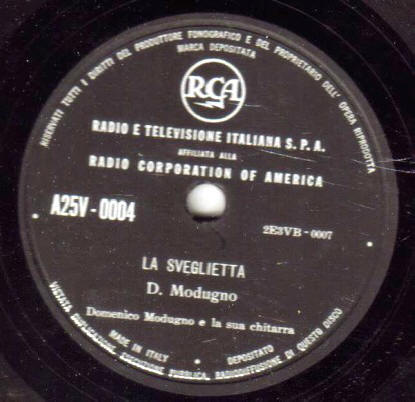 RISERVATI TUTTI I DIRITTI DEL PRODUTTORE FONOGRAFICO E DEL PROPRIETARIO DELL' OPERA RIPRODOTTA
MARCA DEPOSITATA
RCA
RADIO E TELEVISIONE ITALIANA S.P.A.
AFFILIATA ALLA
RADIO CORPORATION OF AMERICA
A25V-0004
2E3VB-0007
LA SVEGLIETTA
D. Modugno
Domenico Modugno e la sua chitarra
MADE IN ITALY • DEPOSITATO
VIETATA DUPLICAZIONE, ESECUZIONE PUBBLICA, RADIODIFFUSIONE DI QUESTO DISCO